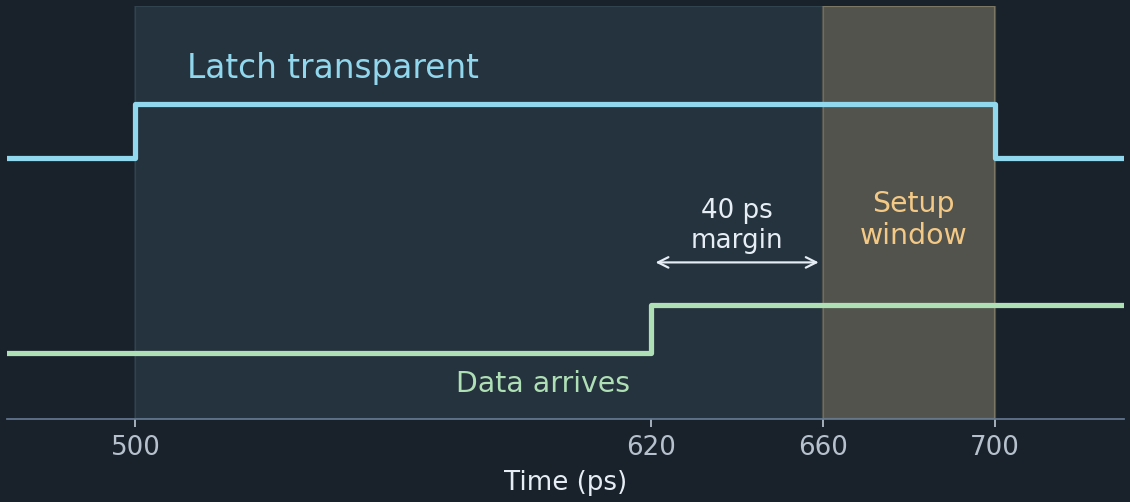 Latch transparent
40 ps
margin
Setup
window
Data arrives
500
620
660
700
Time (ps)